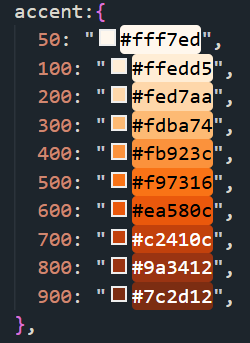 accent:{
50: "#fff7ed",
100: "#ffedd5",
200: "#fed7aa",
300: "#fdba74",
400: "#fb923c",
500: "#f97316",
600: "#ea580c",
700: "#c2410c",
800: "#9a3412",
900: "#7c2d12",
},